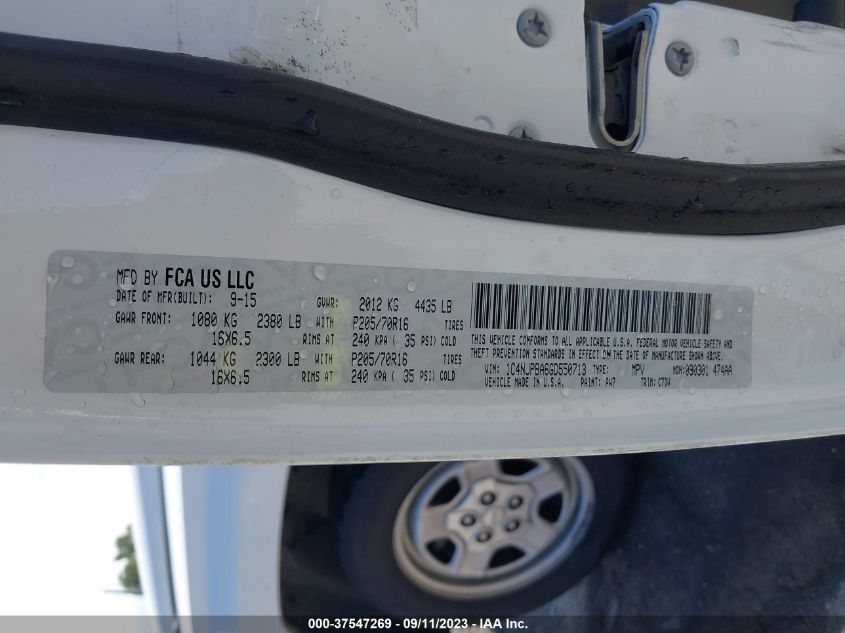 MFD BY FCA US LLC
DATE OF MFR(BUILT): 9-15 GVWR: 2012 KG 4435 LB
GAWR FRONT: 1080 KG 2380 LB WITH P205/70R16 TIRES
16X6.5 RIMS AT 240 KPA ( 35 PSI) COLD
GAWR REAR: 1044 KG 2300 LB WITH P205/70R16 TIRES
16X6.5 RIMS AT 240 KPA ( 35 PSI) COLD
THIS VEHICLE CONFORMS TO ALL APPLICABLE U.S.A. FEDERAL MOTOR VEHICLE SAFETY AND
THEFT PREVENTION STANDARDS IN EFFECT ON THE DATE OF MANUFACTURE SHOWN ABOVE.
VIN: 1C4NJPBA6GD550713 TYPE: MPV MDH: 090301 474AA
VEHICLE MADE IN U.S.A. PAINT: PW7 TRIM: C7DV
000-37547269 - 09/11/2023 - IAA Inc.